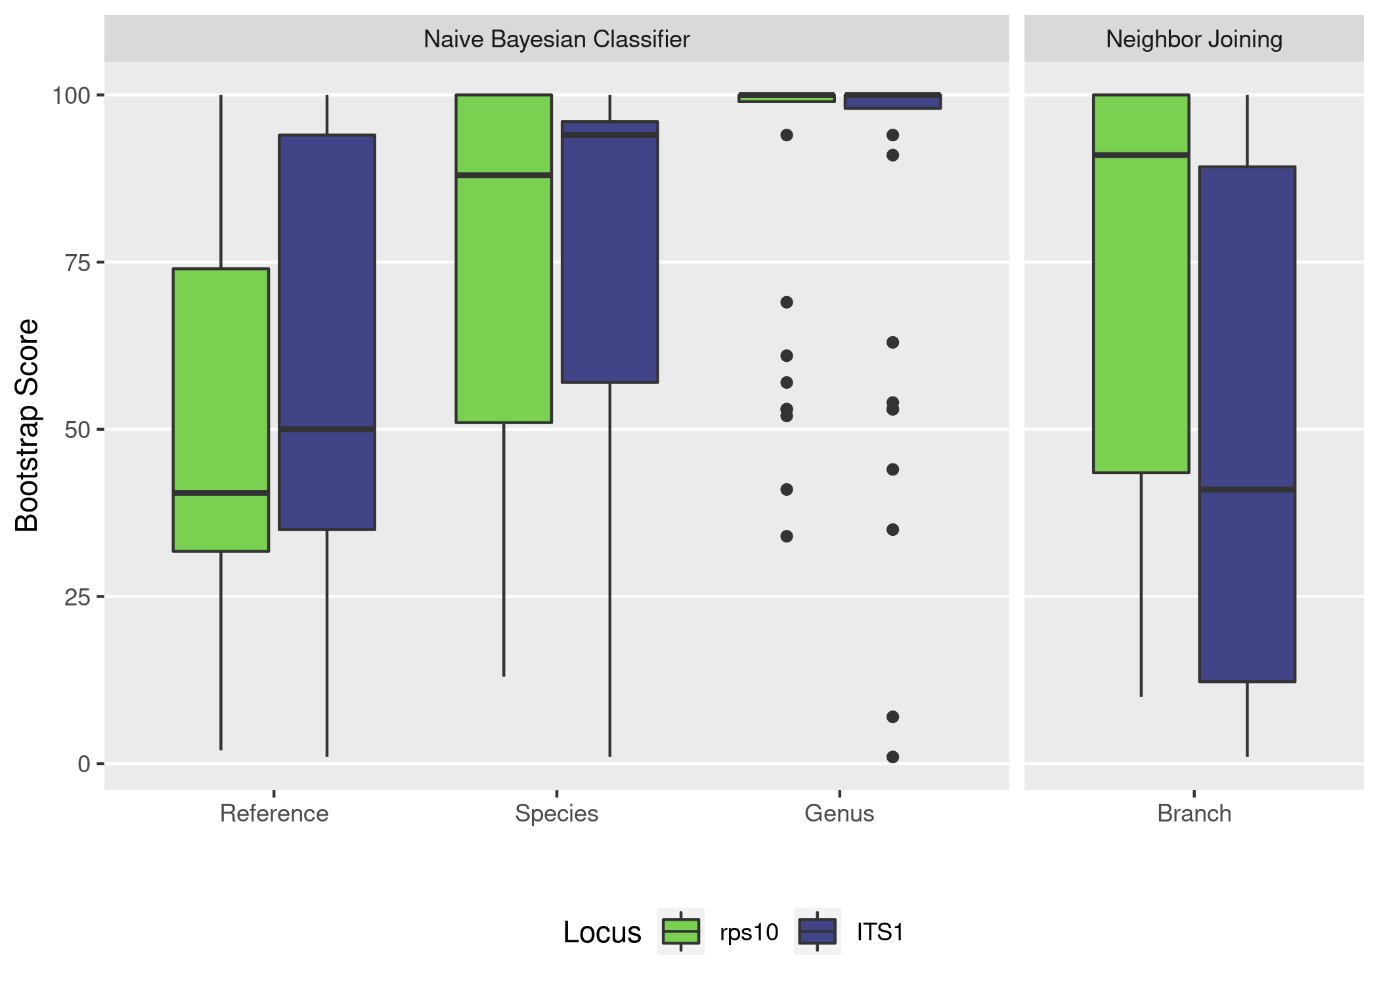 Naive Bayesian Classifier
Neighbor Joining
Bootstrap Score
100
75
50
25
0
Reference
Species
Genus
Branch
Locus
rps10
ITS1